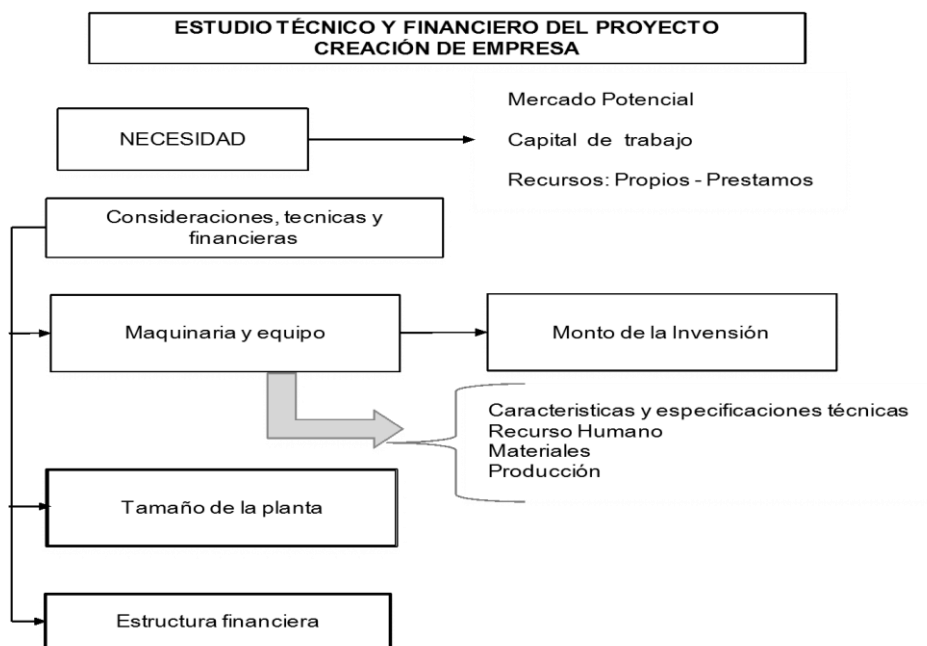 ESTUDIO TÉCNICO Y FINANCIERO DEL PROYECTO
CREACIÓN DE EMPRESA
NECESIDAD
Mercado Potencial
Capital de trabajo
Recursos: Propios - Prestamos
Consideraciones, tecnicas y
financieras
Maquinaria y equipo
Monto de la Invensión
Caracteristicas y especificaciones técnicas
Recurso Humano
Materiales
Producción
Tamaño de la planta
Estructura financiera